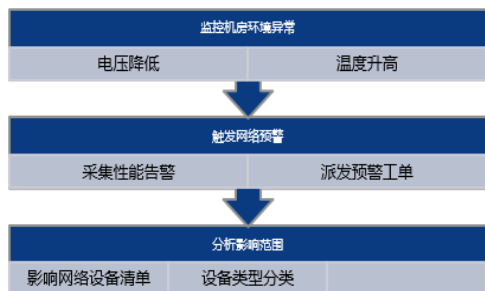 监控机房环境异常
电压降低 温度升高
触发网络预警
采集性能告警 派发预警工单
分析影响范围
影响网络设备清单 设备类型分类